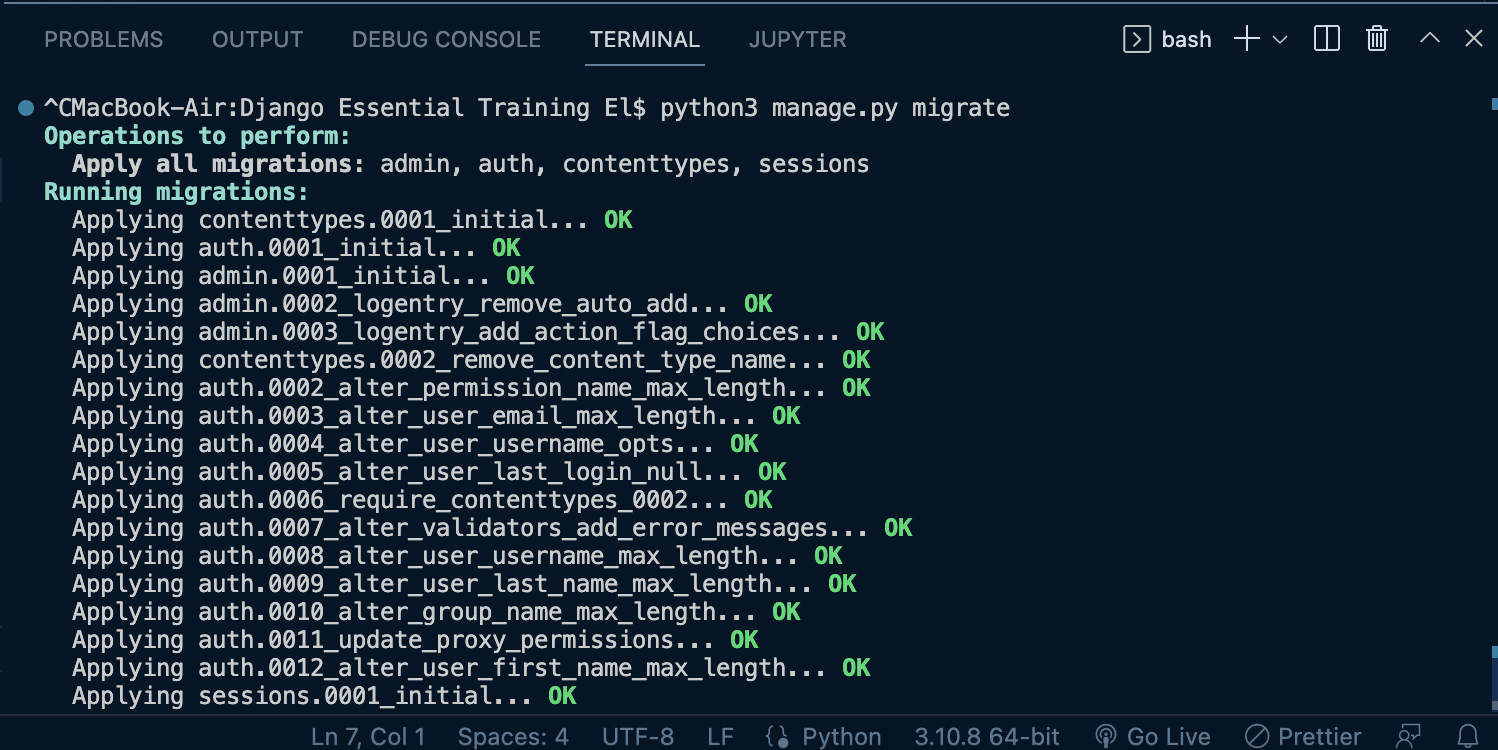 PROBLEMS OUTPUT DEBUG CONSOLE TERMINAL JUPYTER bash
^CMacBook-Air:Django Essential Training El$ python3 manage.py migrate
Operations to perform:
  Apply all migrations: admin, auth, contenttypes, sessions
Running migrations:
  Applying contenttypes.0001_initial... OK
  Applying auth.0001_initial... OK
  Applying admin.0001_initial... OK
  Applying admin.0002_logentry_remove_auto_add... OK
  Applying admin.0003_logentry_add_action_flag_choices... OK
  Applying contenttypes.0002_remove_content_type_name... OK
  Applying auth.0002_alter_permission_name_max_length... OK
  Applying auth.0003_alter_user_email_max_length... OK
  Applying auth.0004_alter_user_username_opts... OK
  Applying auth.0005_alter_user_last_login_null... OK
  Applying auth.0006_require_contenttypes_0002... OK
  Applying auth.0007_alter_validators_add_error_messages... OK
  Applying auth.0008_alter_user_username_max_length... OK
  Applying auth.0009_alter_user_last_name_max_length... OK
  Applying auth.0010_alter_group_name_max_length... OK
  Applying auth.0011_update_proxy_permissions... OK
  Applying auth.0012_alter_user_first_name_max_length... OK
  Applying sessions.0001_initial... OK
Ln 7, Col 1 Spaces: 4 UTF-8 LF Python 3.10.8 64-bit Go Live Prettier